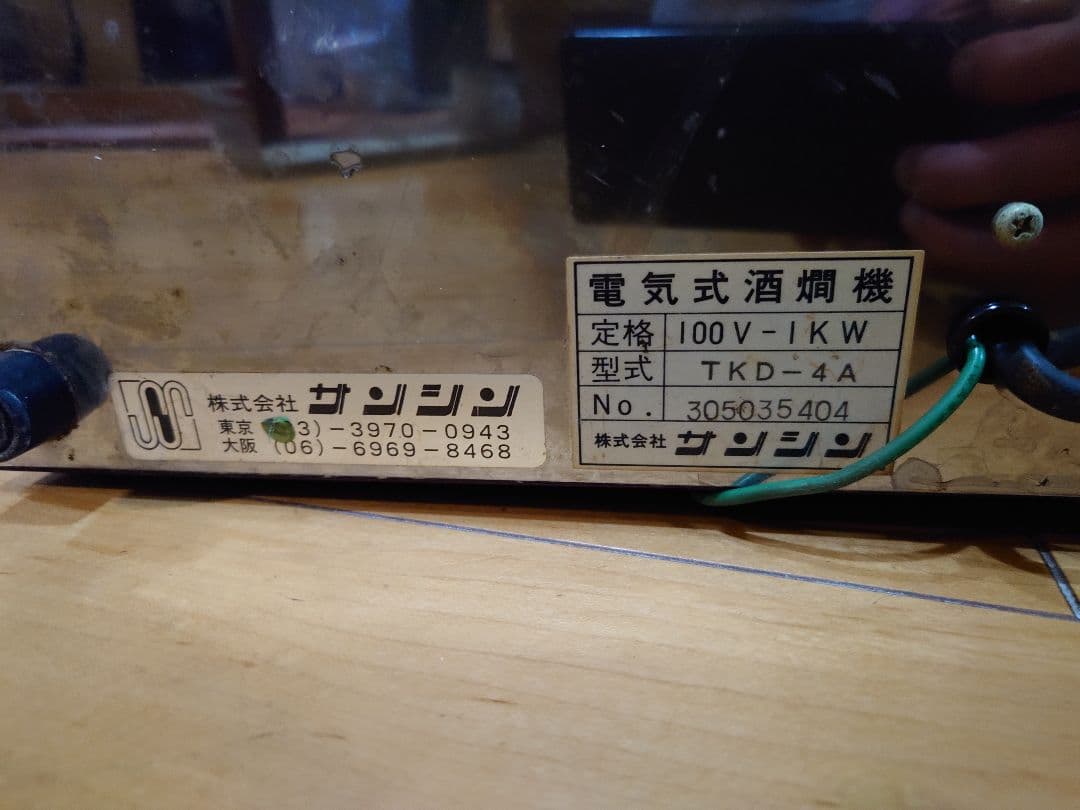 株式会社 サンシン
東京 (03)-3970-0943
大阪 (06)-6969-8468
電気式酒燗機
定格 100V-1KW
型式 TKD-4A
No. 305035404
株式会社 サンシン